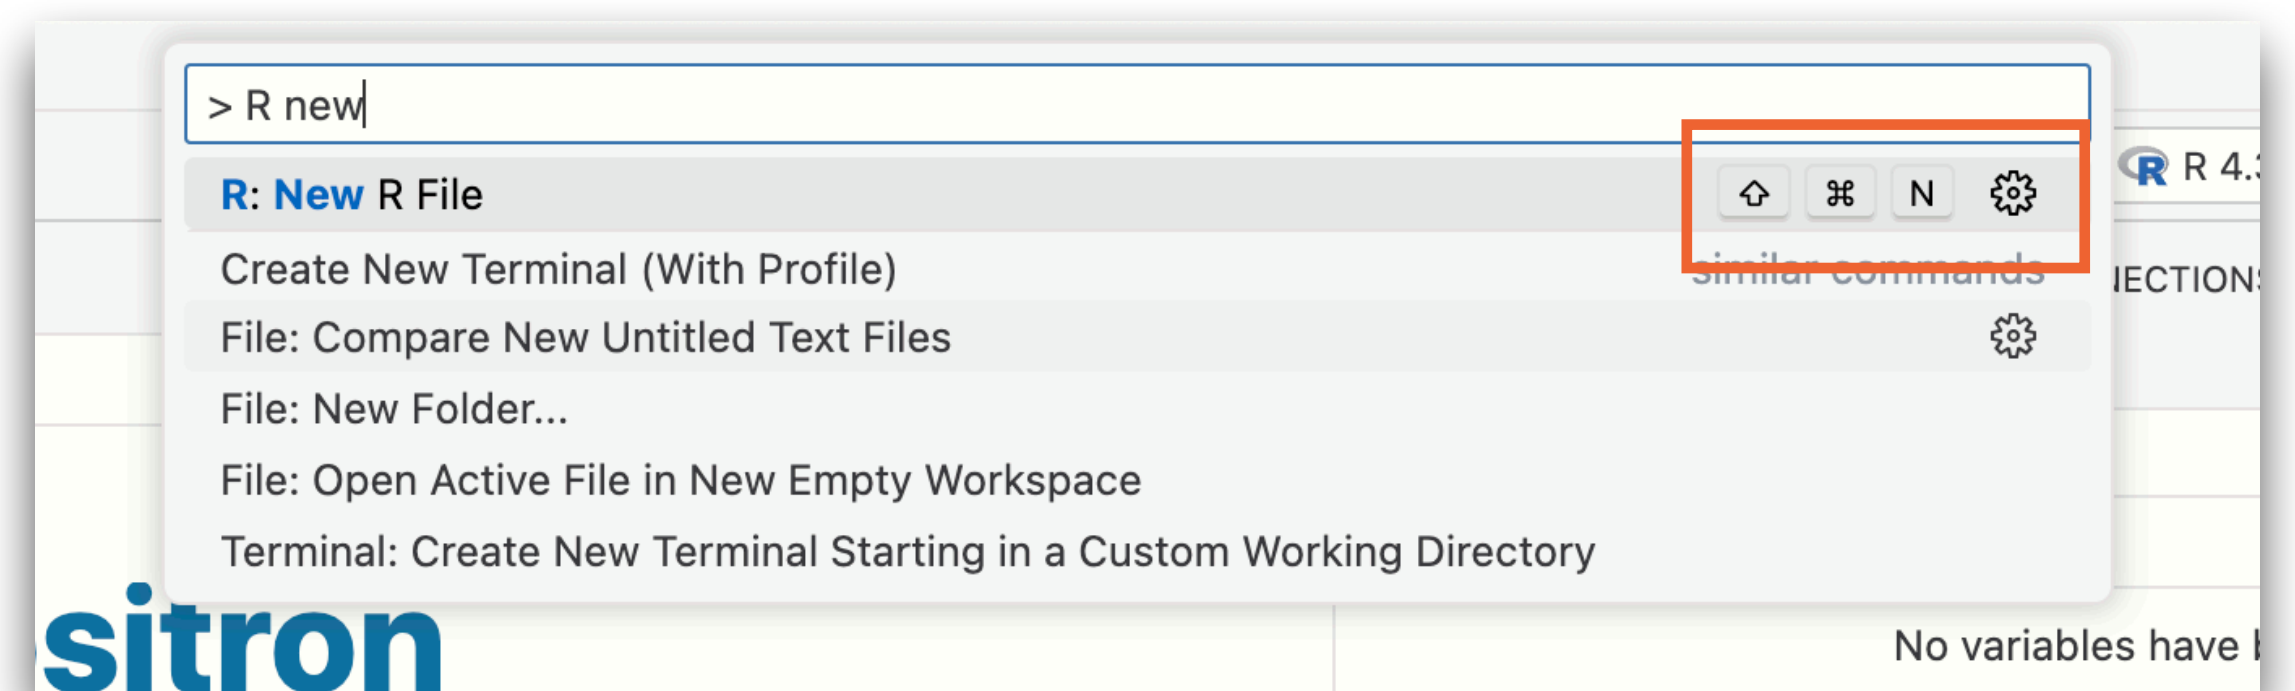 > R new
R: New R File ⇧ ⌘ N
R 4.
Create New Terminal (With Profile) similar commands
File: Compare New Untitled Text Files
File: New Folder...
File: Open Active File in New Empty Workspace
Terminal: Create New Terminal Starting in a Custom Working Directory
sitron
No variables have